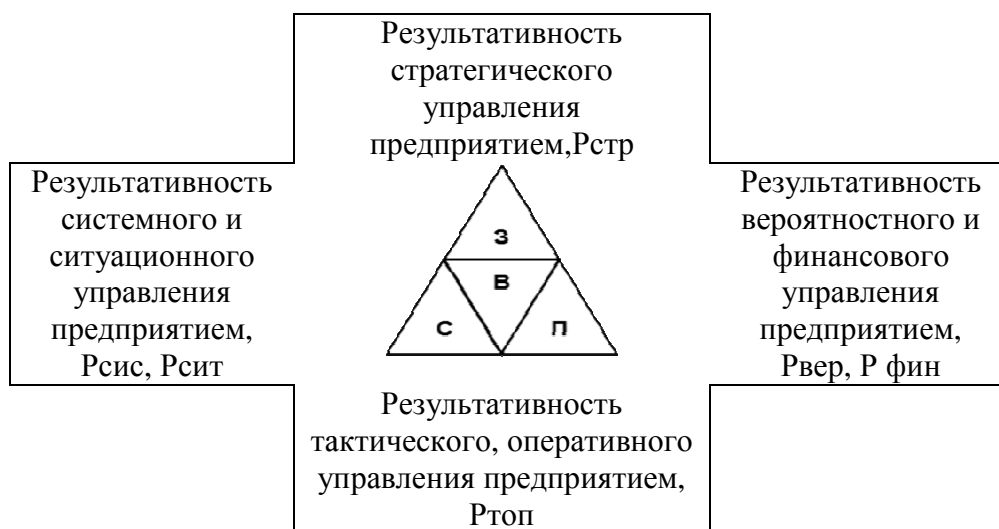 Результативность
стратегического
управления
предприятием,Рстр
Результативность
системного и
ситуационного
управления
предприятием,
Рсис, Рсит
З
В
С
П
Результативность
вероятностного и
финансового
управления
предприятием,
Рвер, Р фин
Результативность
тактического, оперативного
управления предприятием,
Ртоп